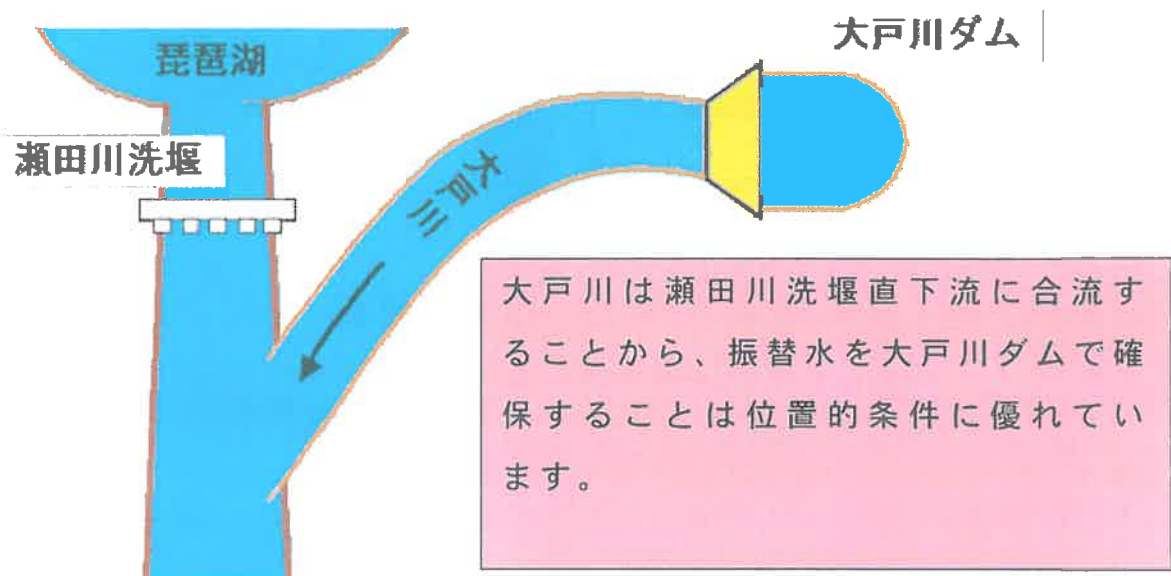 琵琶湖
大戸川ダム
瀬田川洗堰
大戸川
大戸川は瀬田川洗堰直下流に合流す
ることから、振替水を大戸川ダムで確
保することは位置的条件に優れてい
ます。